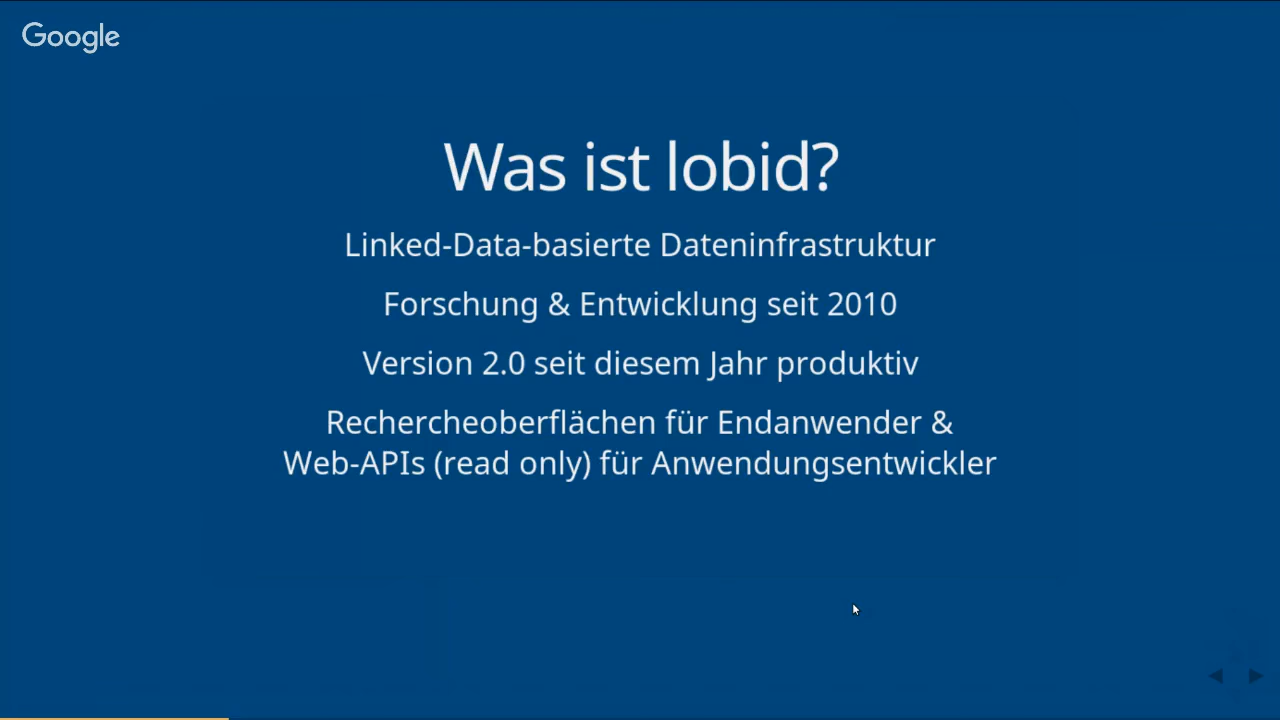 Google
Was ist lobid?
Linked-Data-basierte Dateninfrastruktur
Forschung & Entwicklung seit 2010
Version 2.0 seit diesem Jahr produktiv
Rechercheoberflächen für Endanwender &
Web-APIs (read only) für Anwendungsentwickler